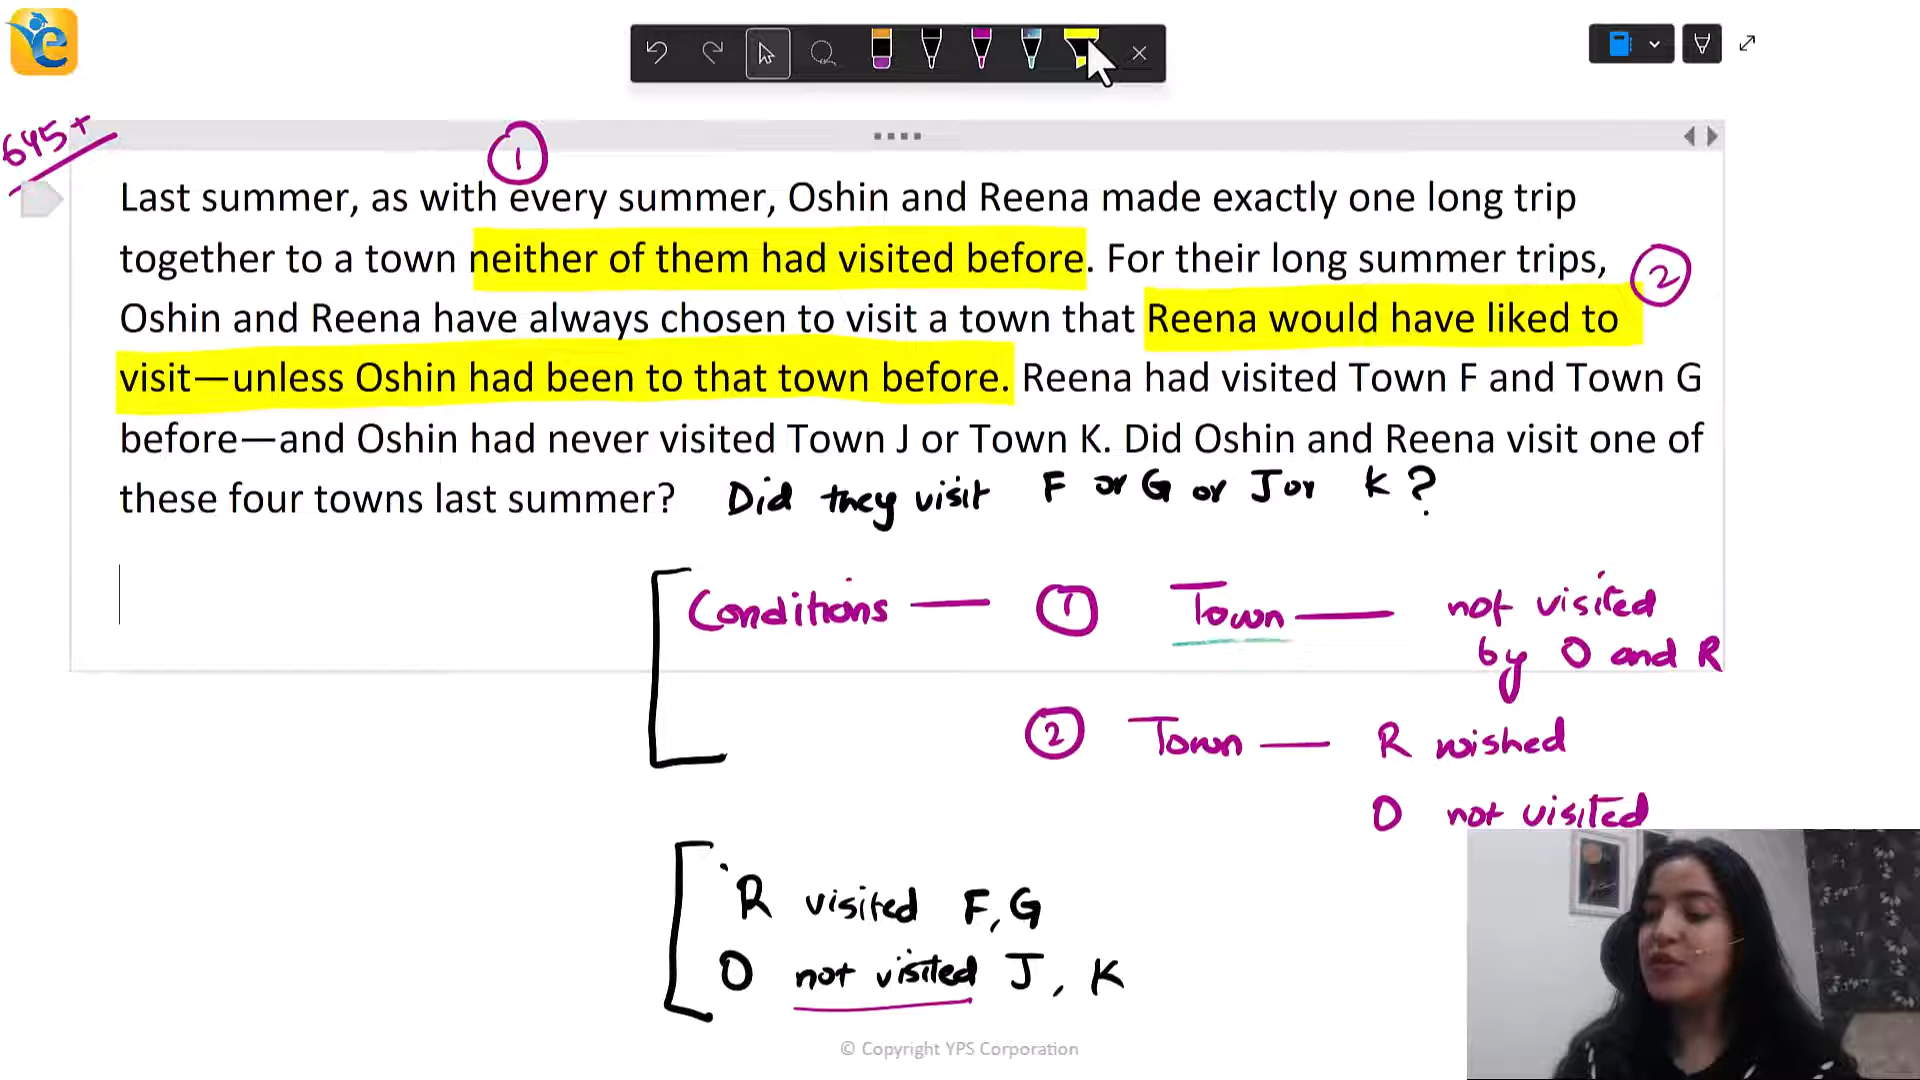 645+
1
Last summer, as with every summer, Oshin and Reena made exactly one long trip
together to a town neither of them had visited before. For their long summer trips,
2
Oshin and Reena have always chosen to visit a town that Reena would have liked to
visit—unless Oshin had been to that town before. Reena had visited Town F and Town G
before—and Oshin had never visited Town J or Town K. Did Oshin and Reena visit one of
these four towns last summer? Did they visit F or G or J or K?
Conditions — 1 Town — not visited
by O and R
2 Town — R wished
O not visited
R visited F, G
O not visited J, K
© Copyright YPS Corporation